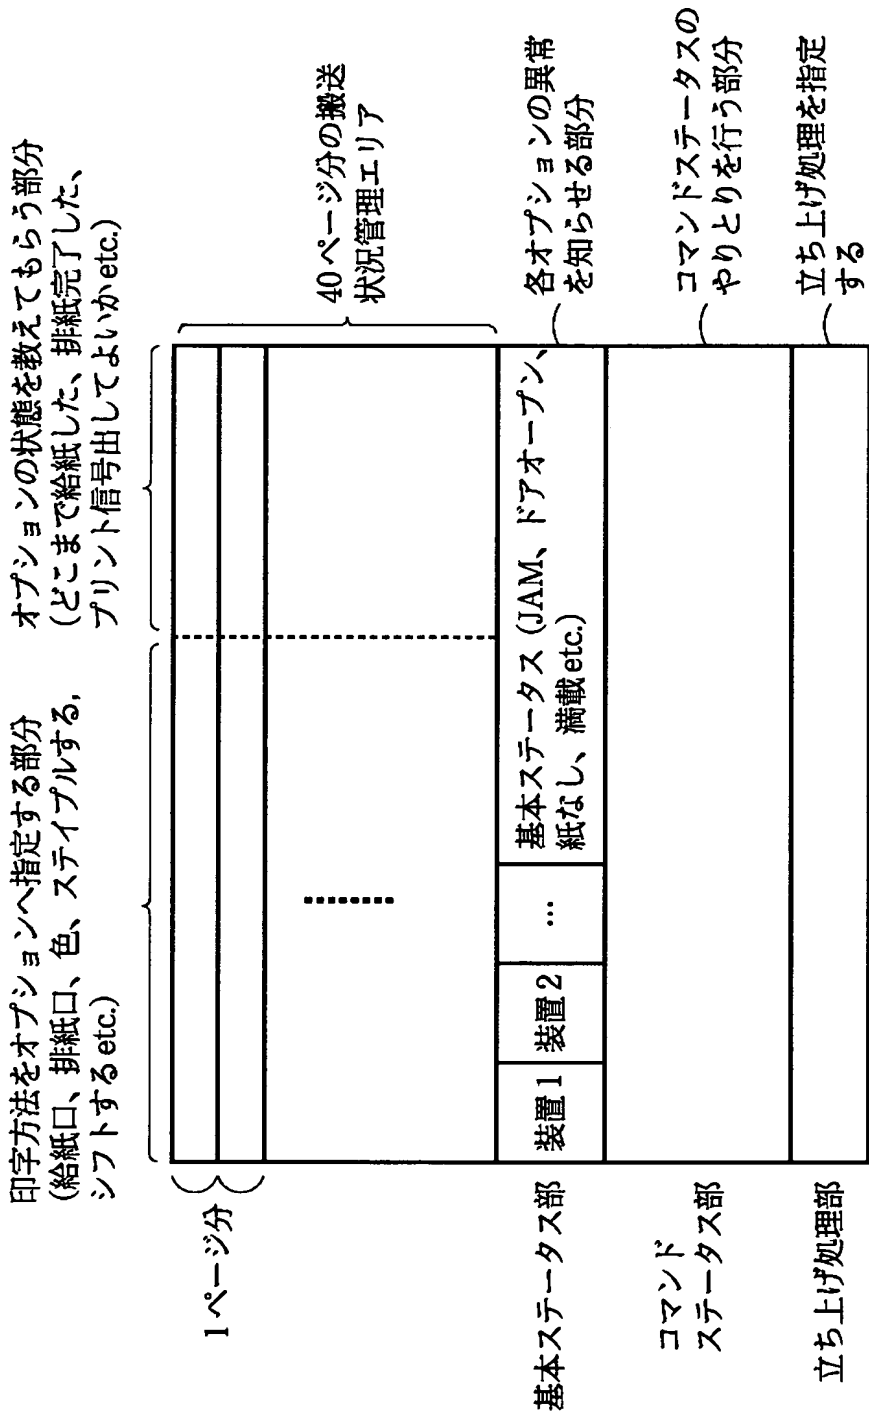 印字方法をオプションへ指定する部分
(給紙口、排紙口、色、ステイプルする,
シフトするetc.)
オプションの状態を教えてもらう部分
(どこまで給紙した、排紙完了した、
プリント信号出してよいかetc.)
1ページ分
40ページ分の搬送
状況管理エリア
基本ステータス部
装置1
装置2
…
基本ステータス (JAM、ドアオープン、
紙なし、満載etc.)
各オプションの異常
を知らせる部分
コマンド
ステータス部
コマンドステータスの
やりとりを行う部分
立ち上げ処理部
立ち上げ処理を指定
する